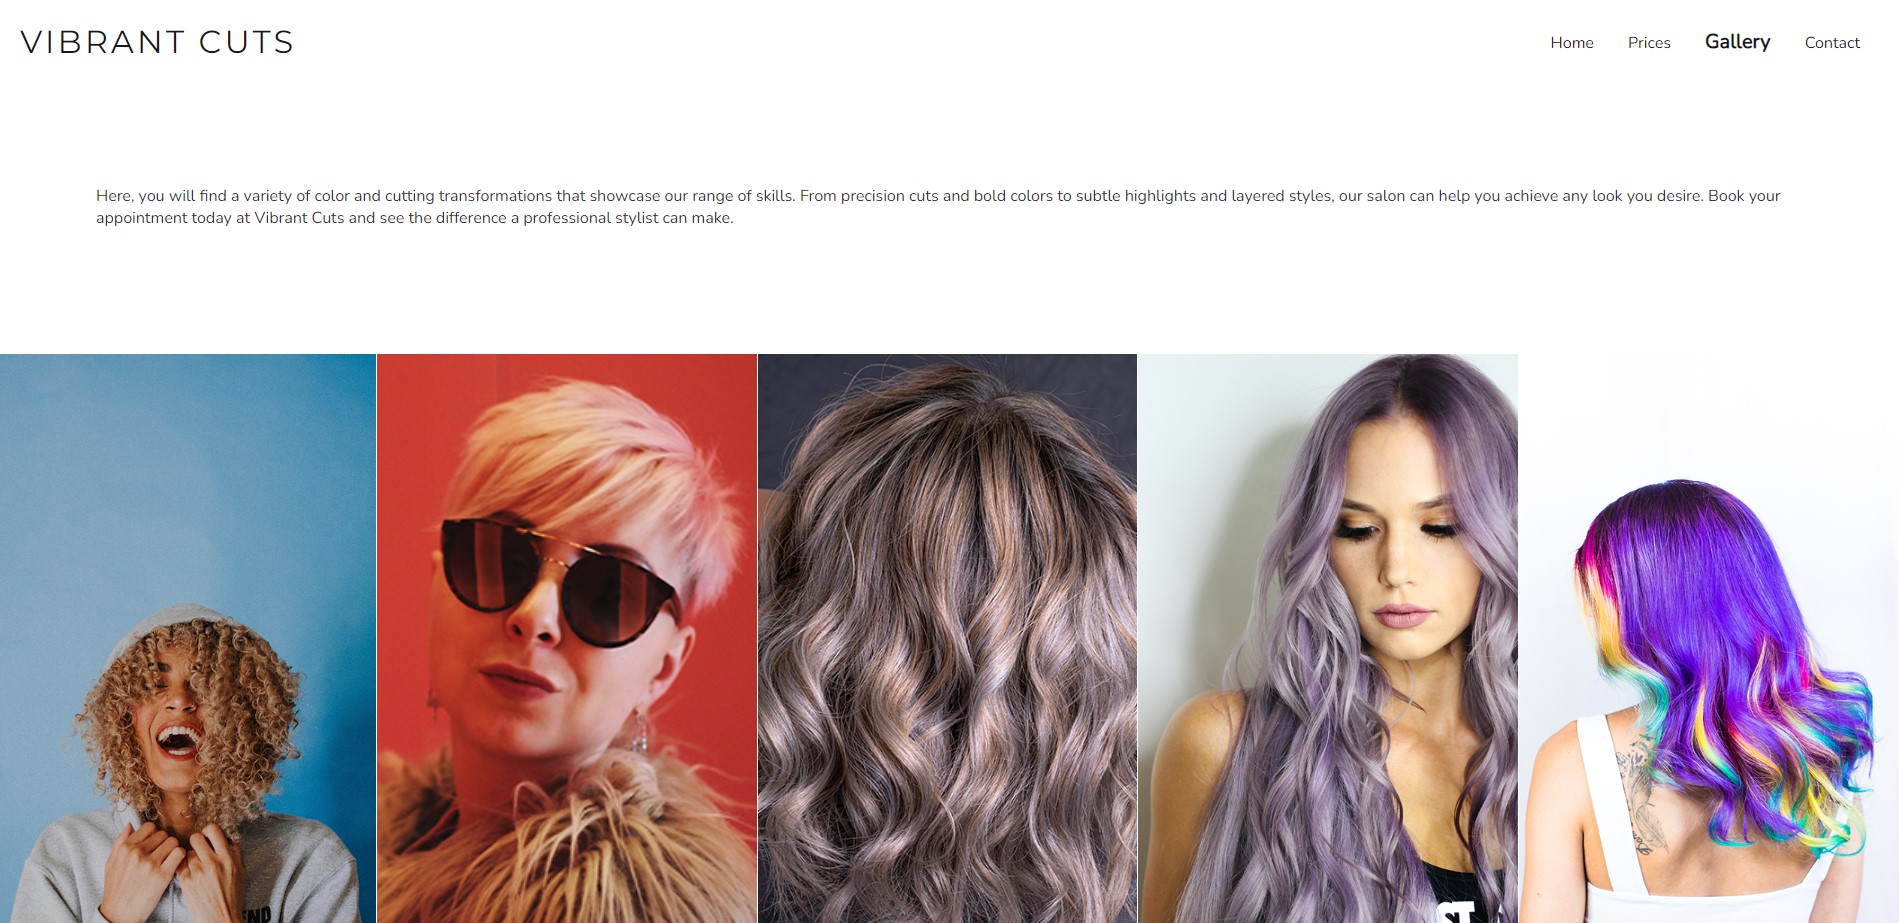 VIBRANT CUTS
Home Prices Gallery Contact
Here, you will find a variety of color and cutting transformations that showcase our range of skills. From precision cuts and bold colors to subtle highlights and layered styles, our salon can help you achieve any look you desire. Book your
appointment today at Vibrant Cuts and see the difference a professional stylist can make.